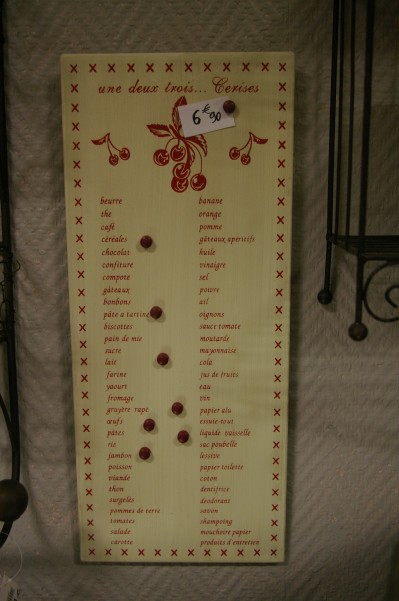 une deux trois... Cerises
6€90
beurre
thé
café
céréales
chocolat
confiture
compote
gâteaux
bonbons
pâte a tartine
biscottes
pain de mie
sucre
lait
farine
yaourt
fromage
gruyère rape
œufs
pâtes
riz
jambon
poisson
viande
thon
surgelés
pommes de terre
tomates
salade
carotte
banane
orange
pomme
gâteaux apéritifs
huile
vinaigre
sel
poivre
ail
oignons
sauce tomate
moutarde
mayonnaise
cola
jus de fruits
eau
vin
papier alu
essuie-tout
liquide vaisselle
sac poubelle
lessive
papier toilette
coton
dentifrice
deodorant
savon
shampoing
mouchoire papier
produits d'entretien